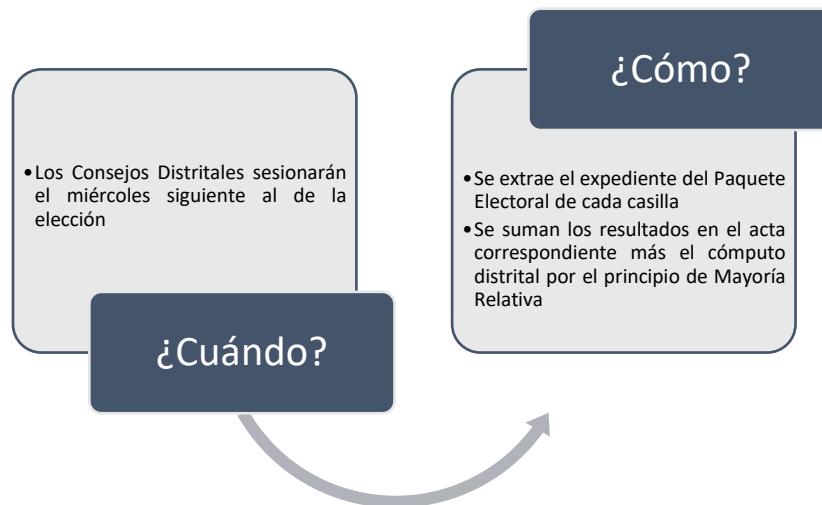 •Los Consejos Distritales sesionarán
el miércoles siguiente al de la
elección
¿Cuándo?
¿Cómo?
•Se extrae el expediente del Paquete
Electoral de cada casilla
•Se suman los resultados en el acta
correspondiente más el cómputo
distrital por el principio de Mayoría
Relativa